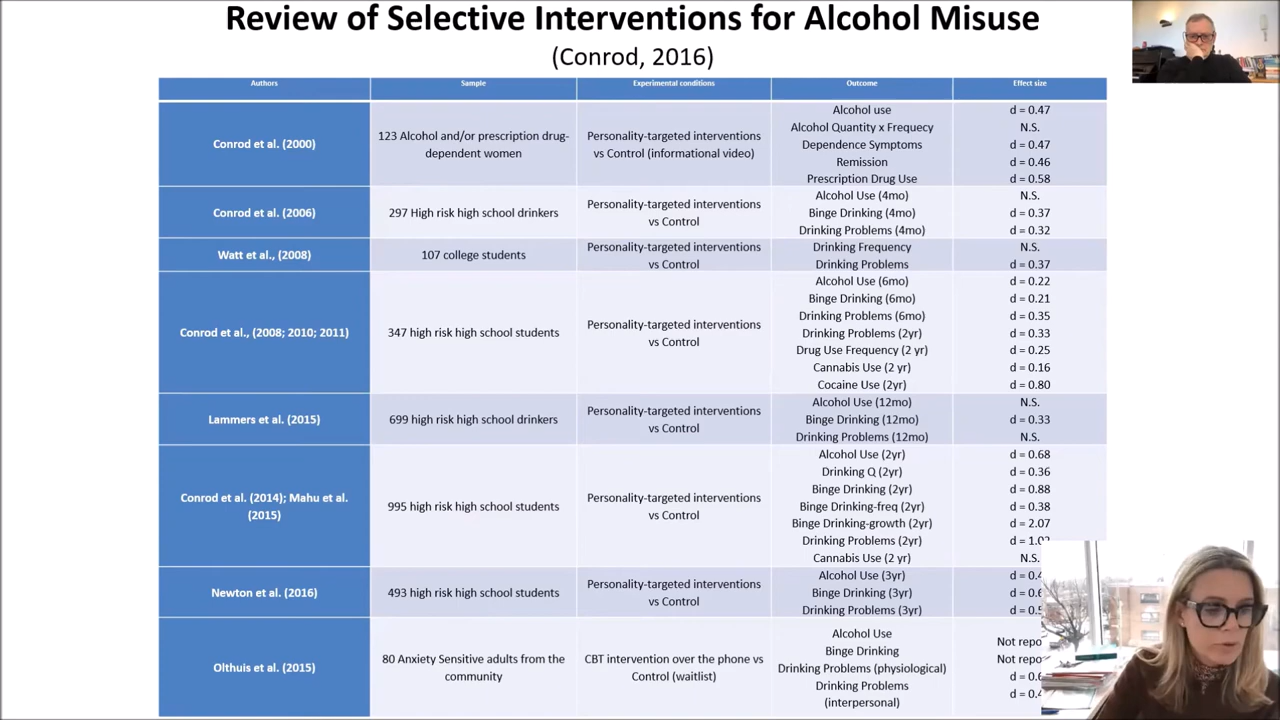 Review of Selective Interventions for Alcohol Misuse
(Conrod, 2016)
Authors Sample Experimental conditions Outcome Effect size
Conrod et al. (2000)
123 Alcohol and/or prescription drug-
dependent women
Personality-targeted interventions
vs Control (informational video)
Alcohol use d = 0.47
Alcohol Quantity x Frequecy N.S.
Dependence Symptoms d = 0.47
Remission d = 0.46
Prescription Drug Use d = 0.58
Conrod et al. (2006)
297 High risk high school drinkers
Personality-targeted interventions
vs Control
Alcohol Use (4mo) N.S.
Binge Drinking (4mo) d = 0.37
Drinking Problems (4mo) d = 0.32
Watt et al., (2008)
107 college students
Personality-targeted interventions
vs Control
Drinking Frequency N.S.
Drinking Problems d = 0.37
Conrod et al., (2008; 2010; 2011)
347 high risk high school students
Personality-targeted interventions
vs Control
Alcohol Use (6mo) d = 0.22
Binge Drinking (6mo) d = 0.21
Drinking Problems (6mo) d = 0.35
Drinking Problems (2yr) d = 0.33
Drug Use Frequency (2 yr) d = 0.25
Cannabis Use (2 yr) d = 0.16
Cocaine Use (2yr) d = 0.80
Lammers et al. (2015)
699 high risk high school drinkers
Personality-targeted interventions
vs Control
Alcohol Use (12mo) N.S.
Binge Drinking (12mo) d = 0.33
Drinking Problems (12mo) N.S.
Conrod et al. (2014); Mahu et al.
(2015)
995 high risk high school students
Personality-targeted interventions
vs Control
Alcohol Use (2yr) d = 0.68
Drinking Q (2yr) d = 0.36
Binge Drinking (2yr) d = 0.88
Binge Drinking-freq (2yr) d = 0.38
Binge Drinking-growth (2yr) d = 2.07
Drinking Problems (2yr) d = 1.0
Cannabis Use (2 yr) N.S.
Newton et al. (2016)
493 high risk high school students
Personality-targeted interventions
vs Control
Alcohol Use (3yr) d = 0.
Binge Drinking (3yr) d = 0.
Drinking Problems (3yr) d = 0.
Olthuis et al. (2015)
80 Anxiety Sensitive adults from the
community
CBT intervention over the phone vs
Control (waitlist)
Alcohol Use Not repo
Binge Drinking Not repo
Drinking Problems (physiological) d = 0.
Drinking Problems d = 0.
(interpersonal)